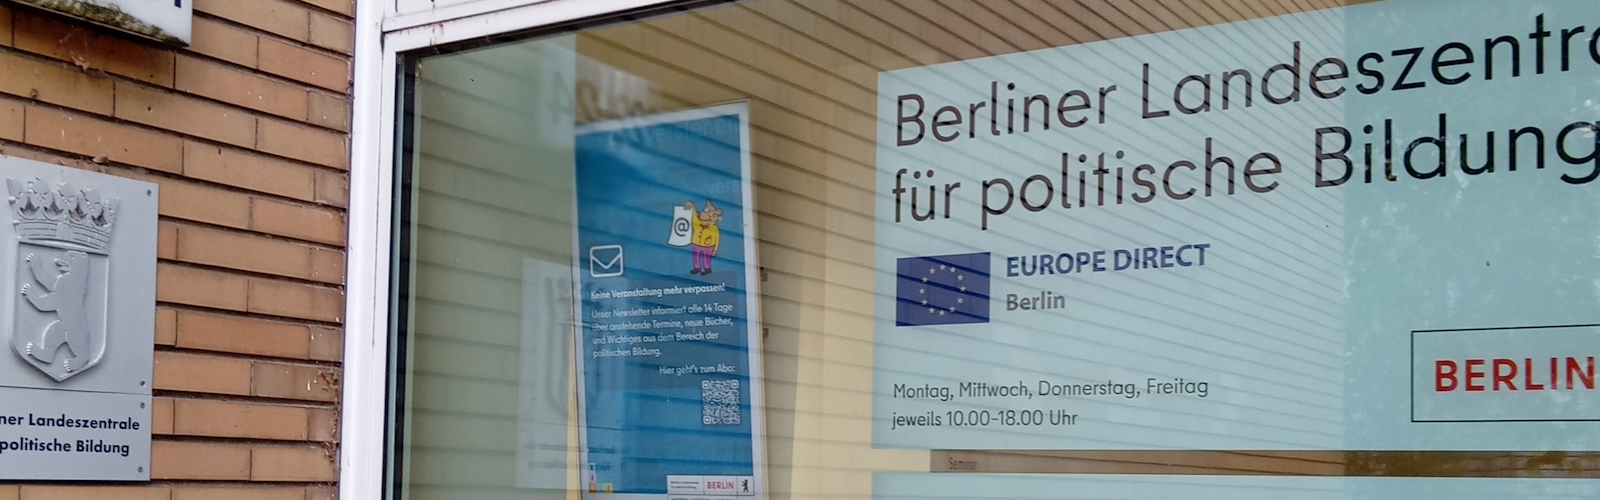 ner Landeszentrale
politische Bildung
@
Keine Veranstaltung mehr verpassen!
Unser Newsletter informiert alle 14 Tage
über anstehende Termine, neue Bücher,
und Wichtiges aus dem Bereich der
politischen Bildung.
Hier geht's zum Abo:
BERLIN
Berliner Landeszentra
für politische Bildung
EUROPE DIRECT
Berlin
Montag, Mittwoch, Donnerstag, Freitag
jeweils 10.00-18.00 Uhr
BERLIN
Seminar